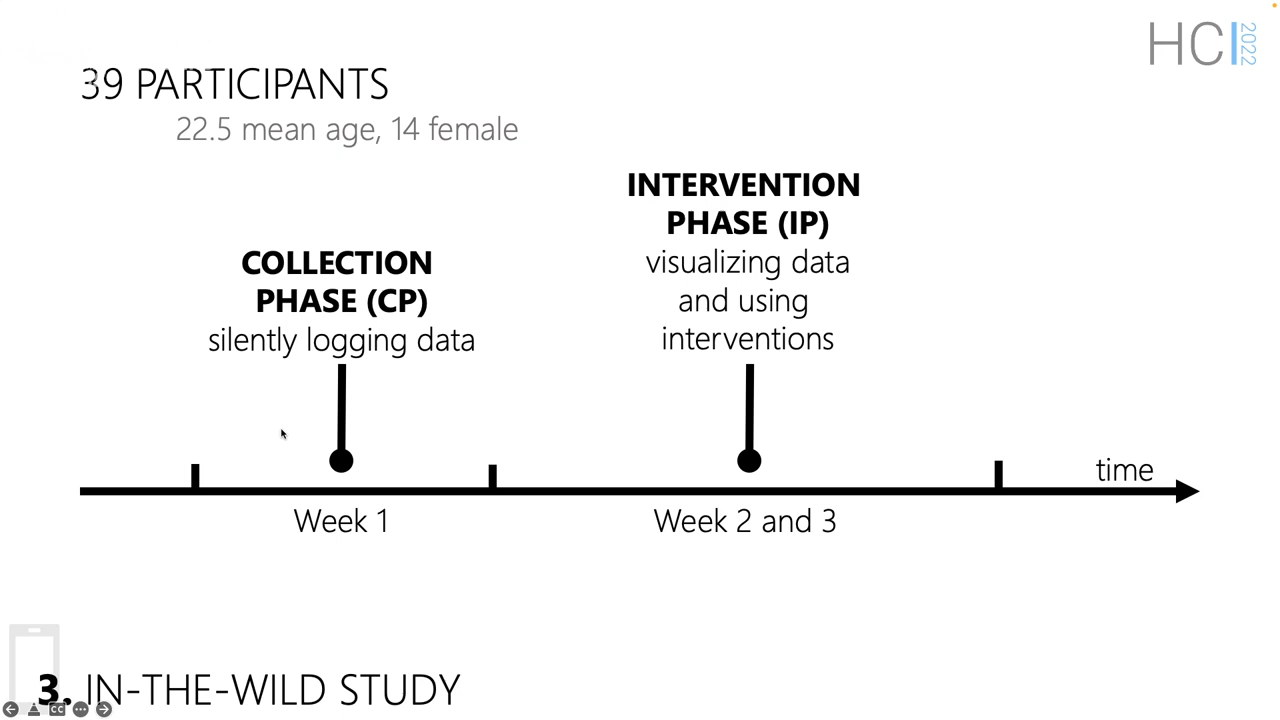 HCI 2022
39 PARTICIPANTS
22.5 mean age, 14 female
COLLECTION
PHASE (CP)
silently logging data
INTERVENTION
PHASE (IP)
visualizing data
and using
interventions
time
Week 1
Week 2 and 3
3. IN-THE-WILD STUDY
CC